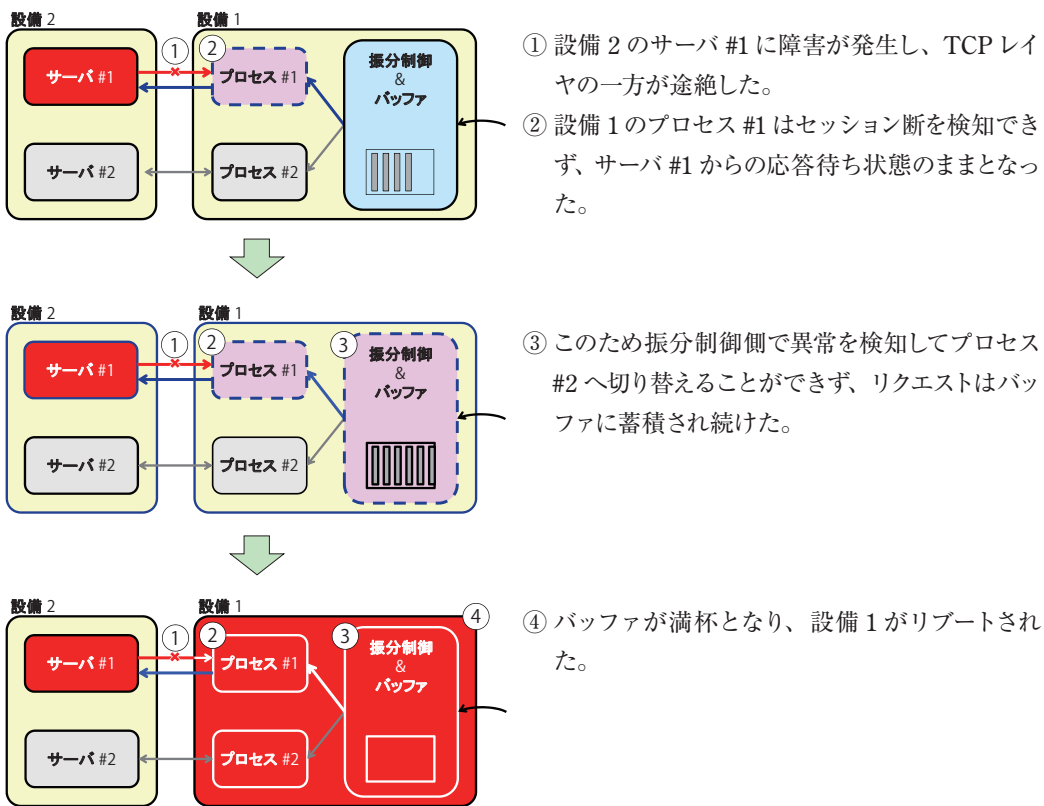 設備 2
設備 1
①
②
サーバ #1
プロセス #1
振分制御
&
バッファ
サーバ #2
プロセス #2
① 設備 2 のサーバ #1 に障害が発生し、TCP レイ
ヤの一方が途絶した。
② 設備 1 のプロセス #1 はセッション断を検知でき
ず、サーバ #1 からの応答待ち状態のままとなっ
た。
設備 2
設備 1
①
②
③
サーバ #1
プロセス #1
振分制御
&
バッファ
サーバ #2
プロセス #2
③ このため振分制御側で異常を検知してプロセス
#2 へ切り替えることができず、リクエストはバッ
ファに蓄積され続けた。
設備 2
設備 1
①
②
③
④
サーバ #1
プロセス #1
振分制御
&
バッファ
サーバ #2
プロセス #2
④ バッファが満杯となり、設備 1 がリブートされ
た。